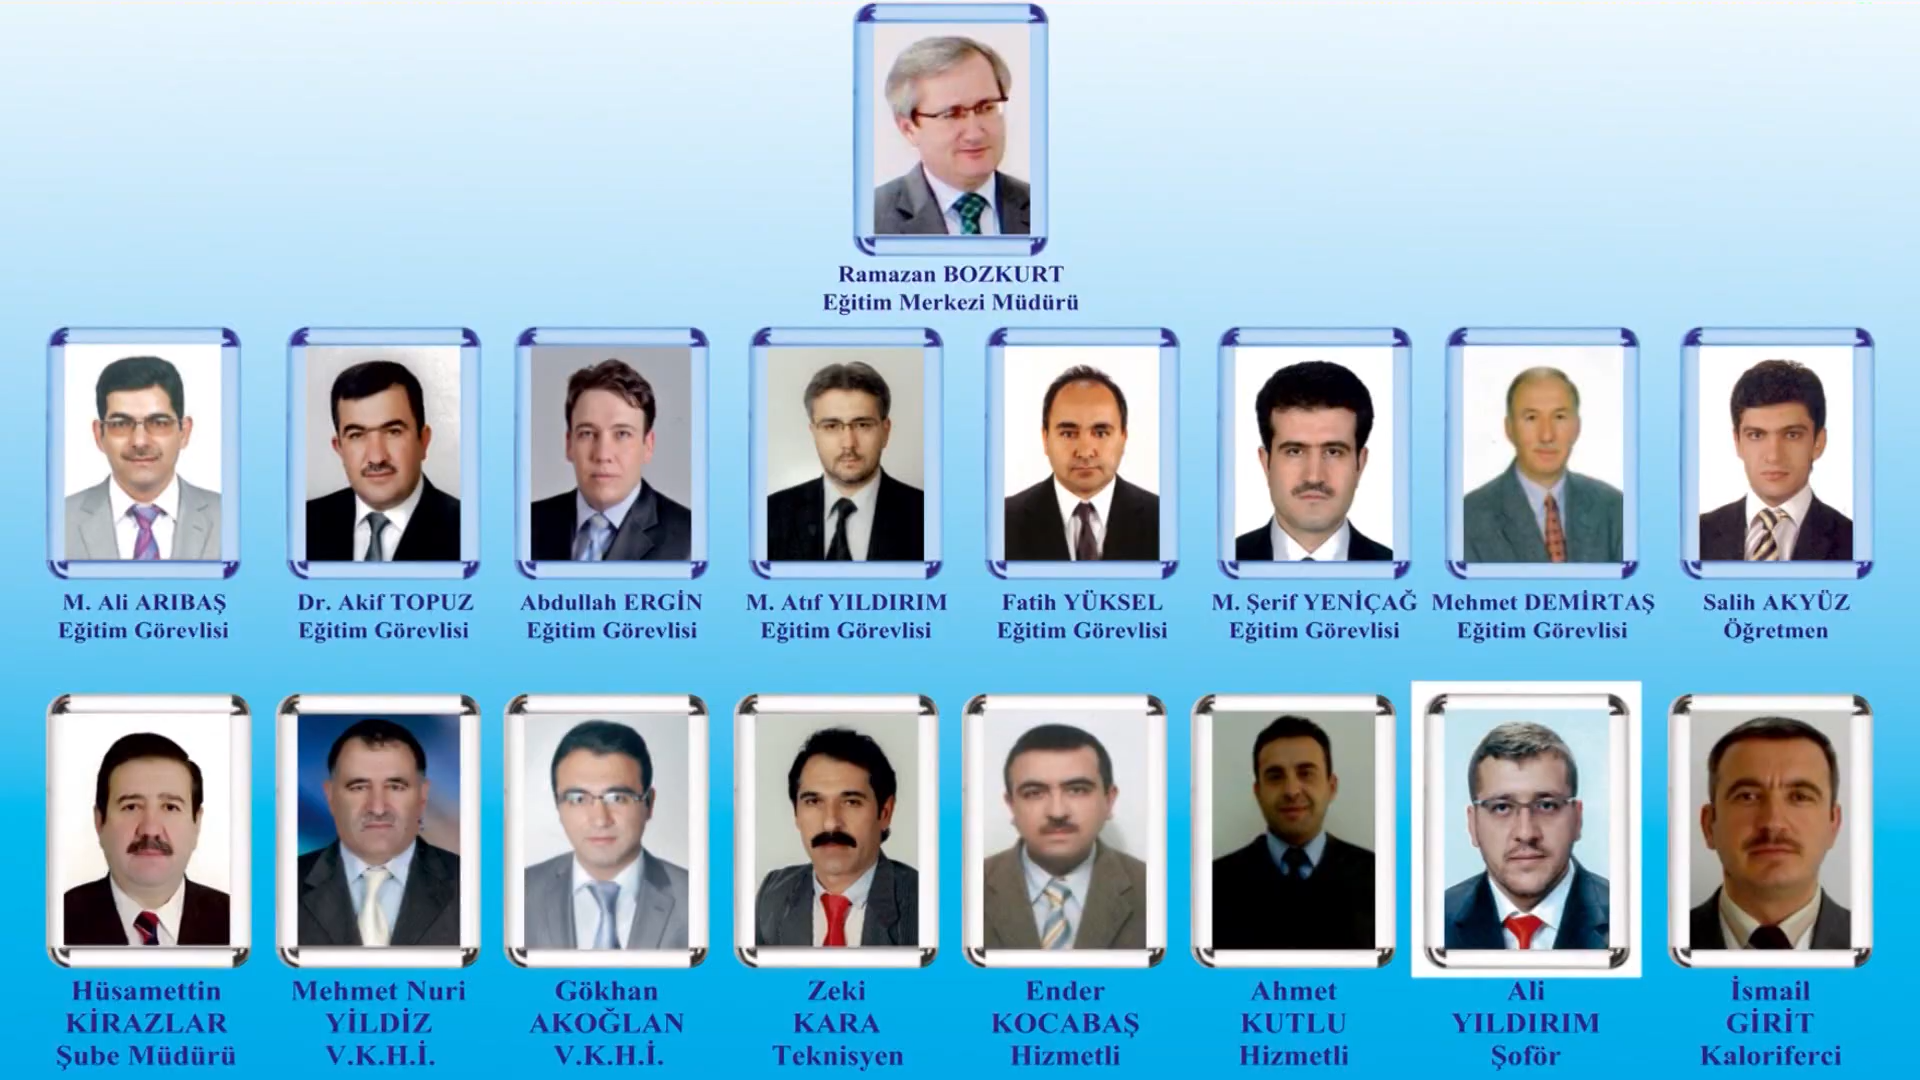 Ramazan BOZKURT
Eğitim Merkezi Müdürü
M. Ali ARIBAŞ
Eğitim Görevlisi
Dr. Akif TOPUZ
Eğitim Görevlisi
Abdullah ERGİN
Eğitim Görevlisi
M. Atıf YILDIRIM
Eğitim Görevlisi
Fatih YÜKSEL
Eğitim Görevlisi
M. Şerif YENİÇAĞ
Eğitim Görevlisi
Mehmet DEMİRTAŞ
Eğitim Görevlisi
Salih AKYÜZ
Öğretmen
Hüsamettin
KİRAZLAR
Şube Müdürü
Mehmet Nuri
YİLDİZ
V.K.H.İ.
Gökhan
AKOĞLAN
V.K.H.İ.
Zeki
KARA
Teknisyen
Ender
KOCABAŞ
Hizmetli
Ahmet
KUTLU
Hizmetli
Ali
YILDIRIM
Şoför
İsmail
GİRİT
Kaloriferci